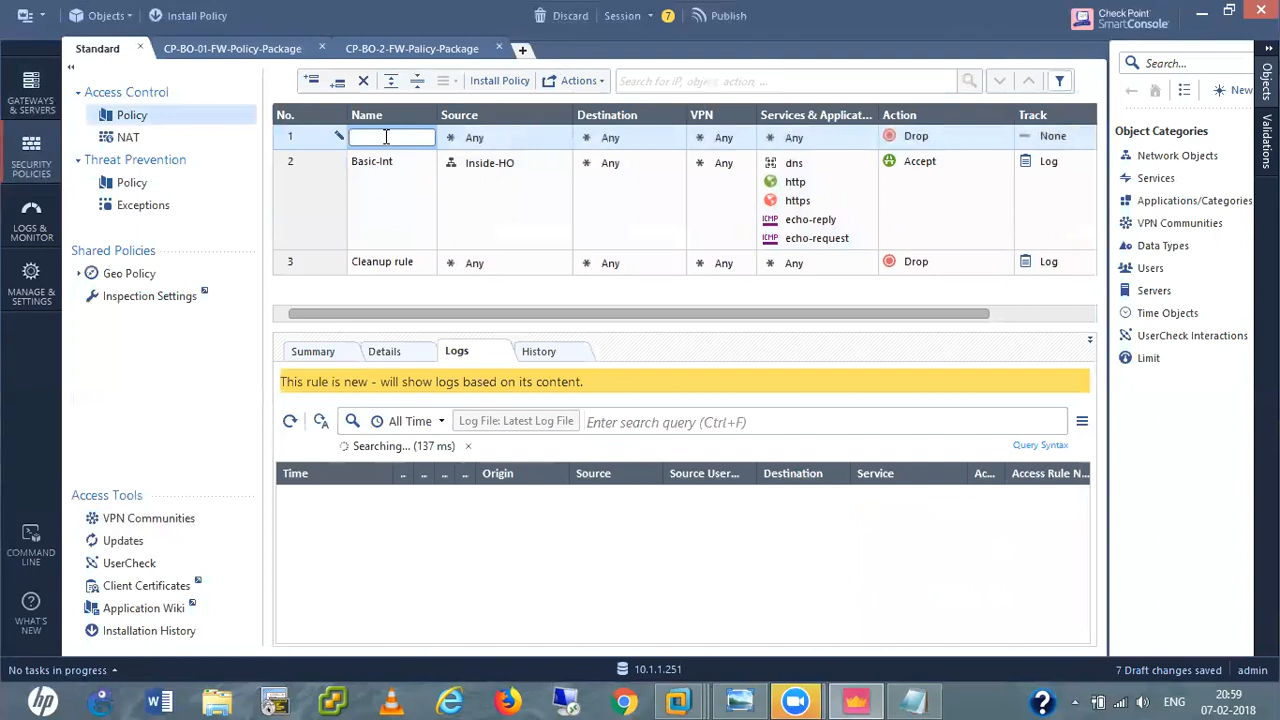 Objects
Install Policy
Discard
Session
7
Publish
Check Point
SmartConsole
Standard
CP-BO-01-FW-Policy-Package
CP-BO-2-FW-Policy-Package
GATEWAYS & SERVERS
SECURITY POLICIES
LOGS & MONITOR
MANAGE & SETTINGS
COMMAND LINE
WHAT'S NEW
Access Control
Policy
NAT
Threat Prevention
Policy
Exceptions
Shared Policies
Geo Policy
Inspection Settings
Access Tools
VPN Communities
Updates
UserCheck
Client Certificates
Application Wiki
Installation History
Install Policy
Actions
Search for IP, object, action, ...
No. Name Source Destination VPN Services & Applicat... Action Track
1 Any Any Any Any Drop None
2 Basic-Int Inside-HO Any Any dns Accept Log
http
https
ICMP echo-reply
ICMP echo-request
3 Cleanup rule Any Any Any Any Drop Log
Summary Details Logs History
This rule is new - will show logs based on its content.
All Time
Log File: Latest Log File
Enter search query (Ctrl+F)
Searching... (137 ms)
Query Syntax
Time .. .. .. .. Origin Source Source User... Destination Service Ac... Access Rule N...
Search...
New
Object Categories
Network Objects
Services
Applications/Categories
VPN Communities
Data Types
Users
Servers
Time Objects
UserCheck Interactions
Limit
Objects
Validations
No tasks in progress
10.1.1.251
7 Draft changes saved
admin
ENG
20:59
07-02-2018